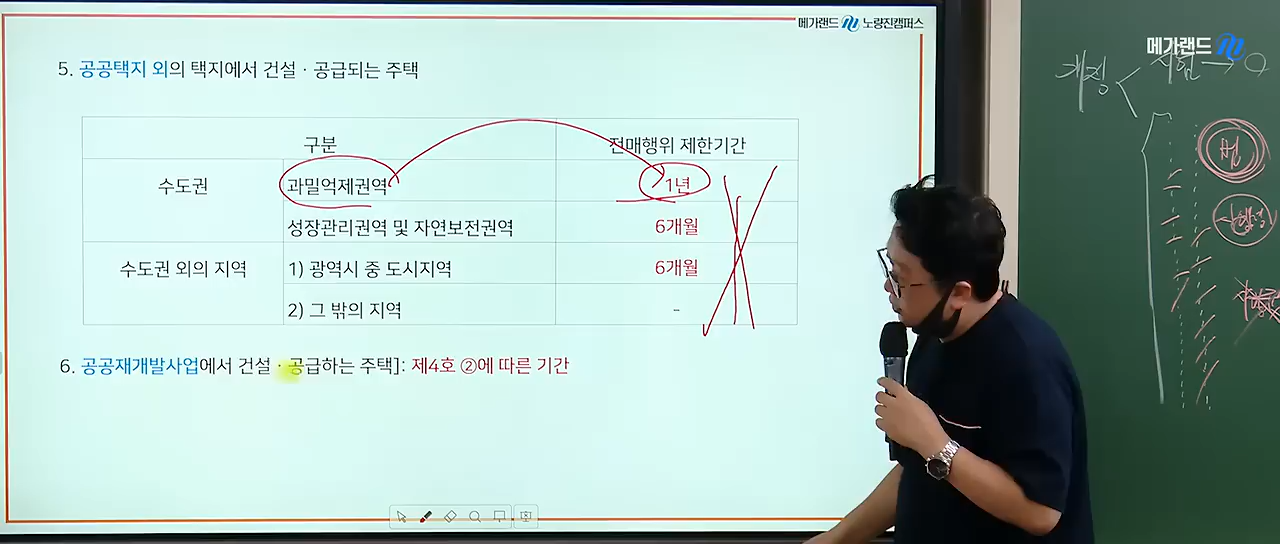 메가랜드 노량진캠퍼스
메가랜드
5. 공공택지 외의 택지에서 건설 · 공급되는 주택
구분 전매행위 제한기간
수도권 과밀억제권역 1년
성장관리권역 및 자연보전권역 6개월
수도권 외의 지역 1) 광역시 중 도시지역 6개월
2) 그 밖의 지역 -
6. 공공재개발사업에서 건설 · 공급하는 주택]: 제4호 ②에 따른 기간
개정 시험 → O
법